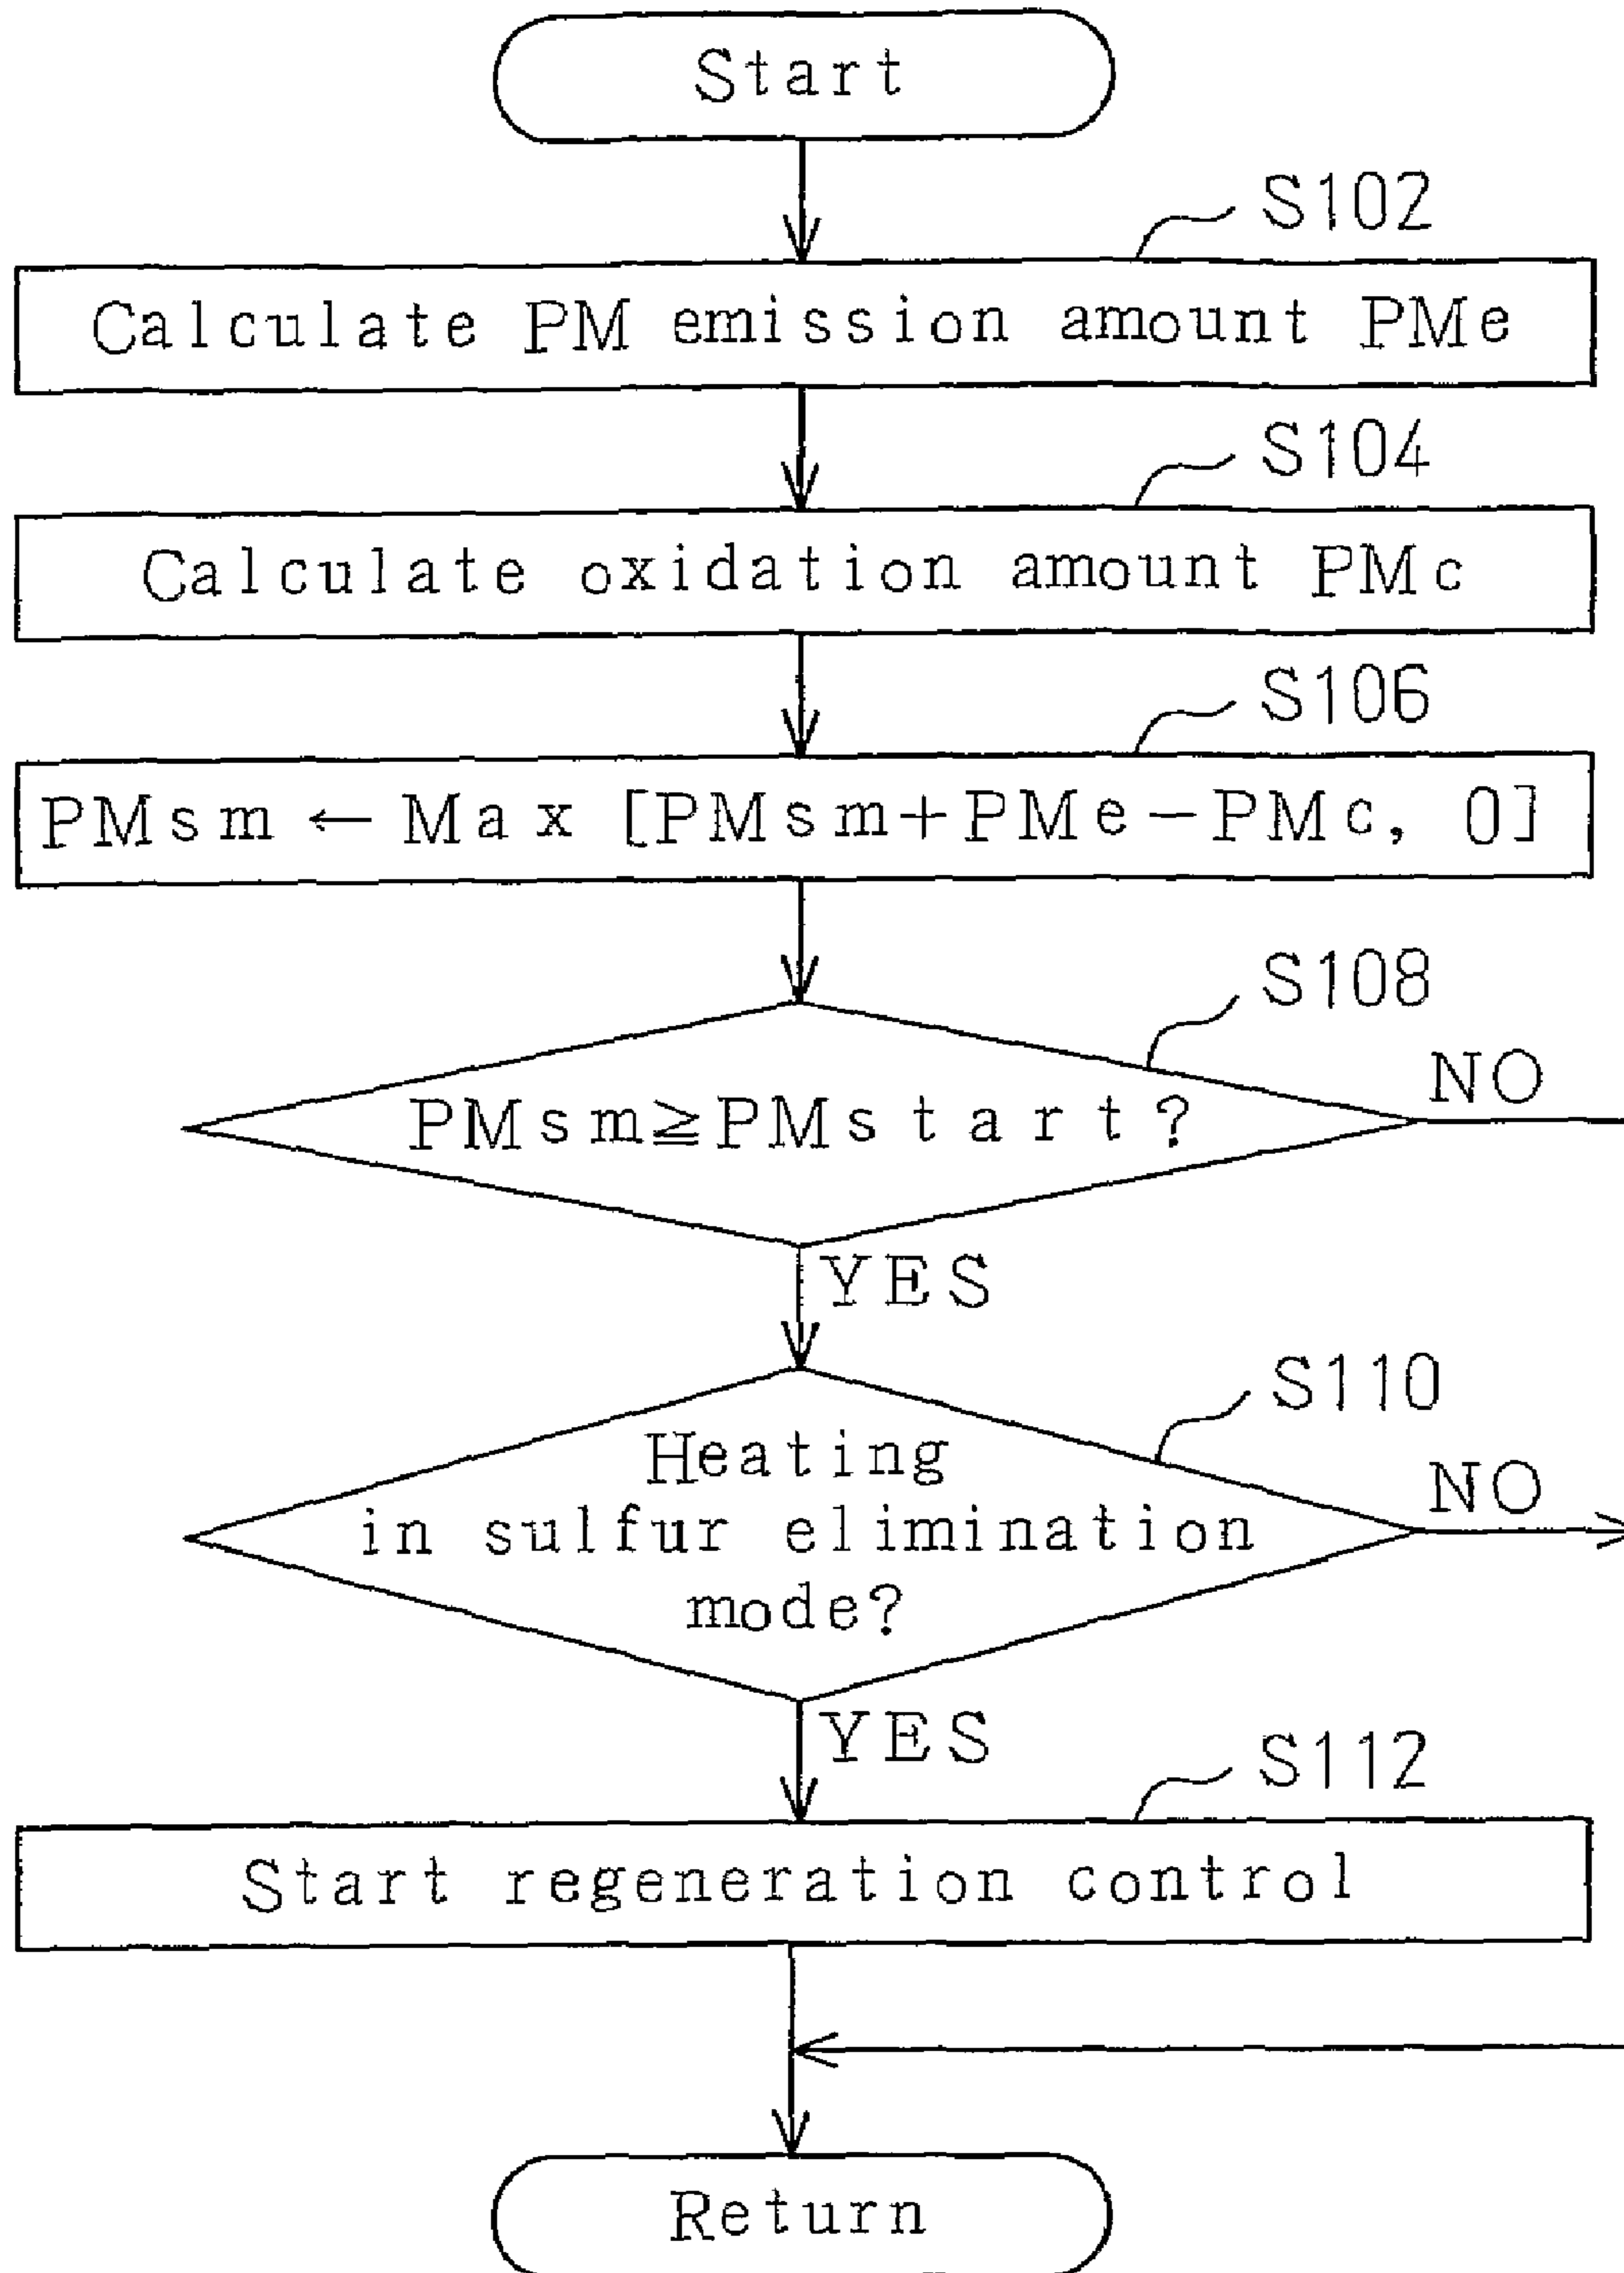 Start
S102
Calculate PM emission amount PMe
S104
Calculate oxidation amount PMc
S106
PMsm ← Max [PMsm+PMe−PMc, 0]
S108
PMsm≧PMstart?
NO
YES
S110
Heating
in sulfur elimination
mode?
NO
YES
S112
Start regeneration control
Return